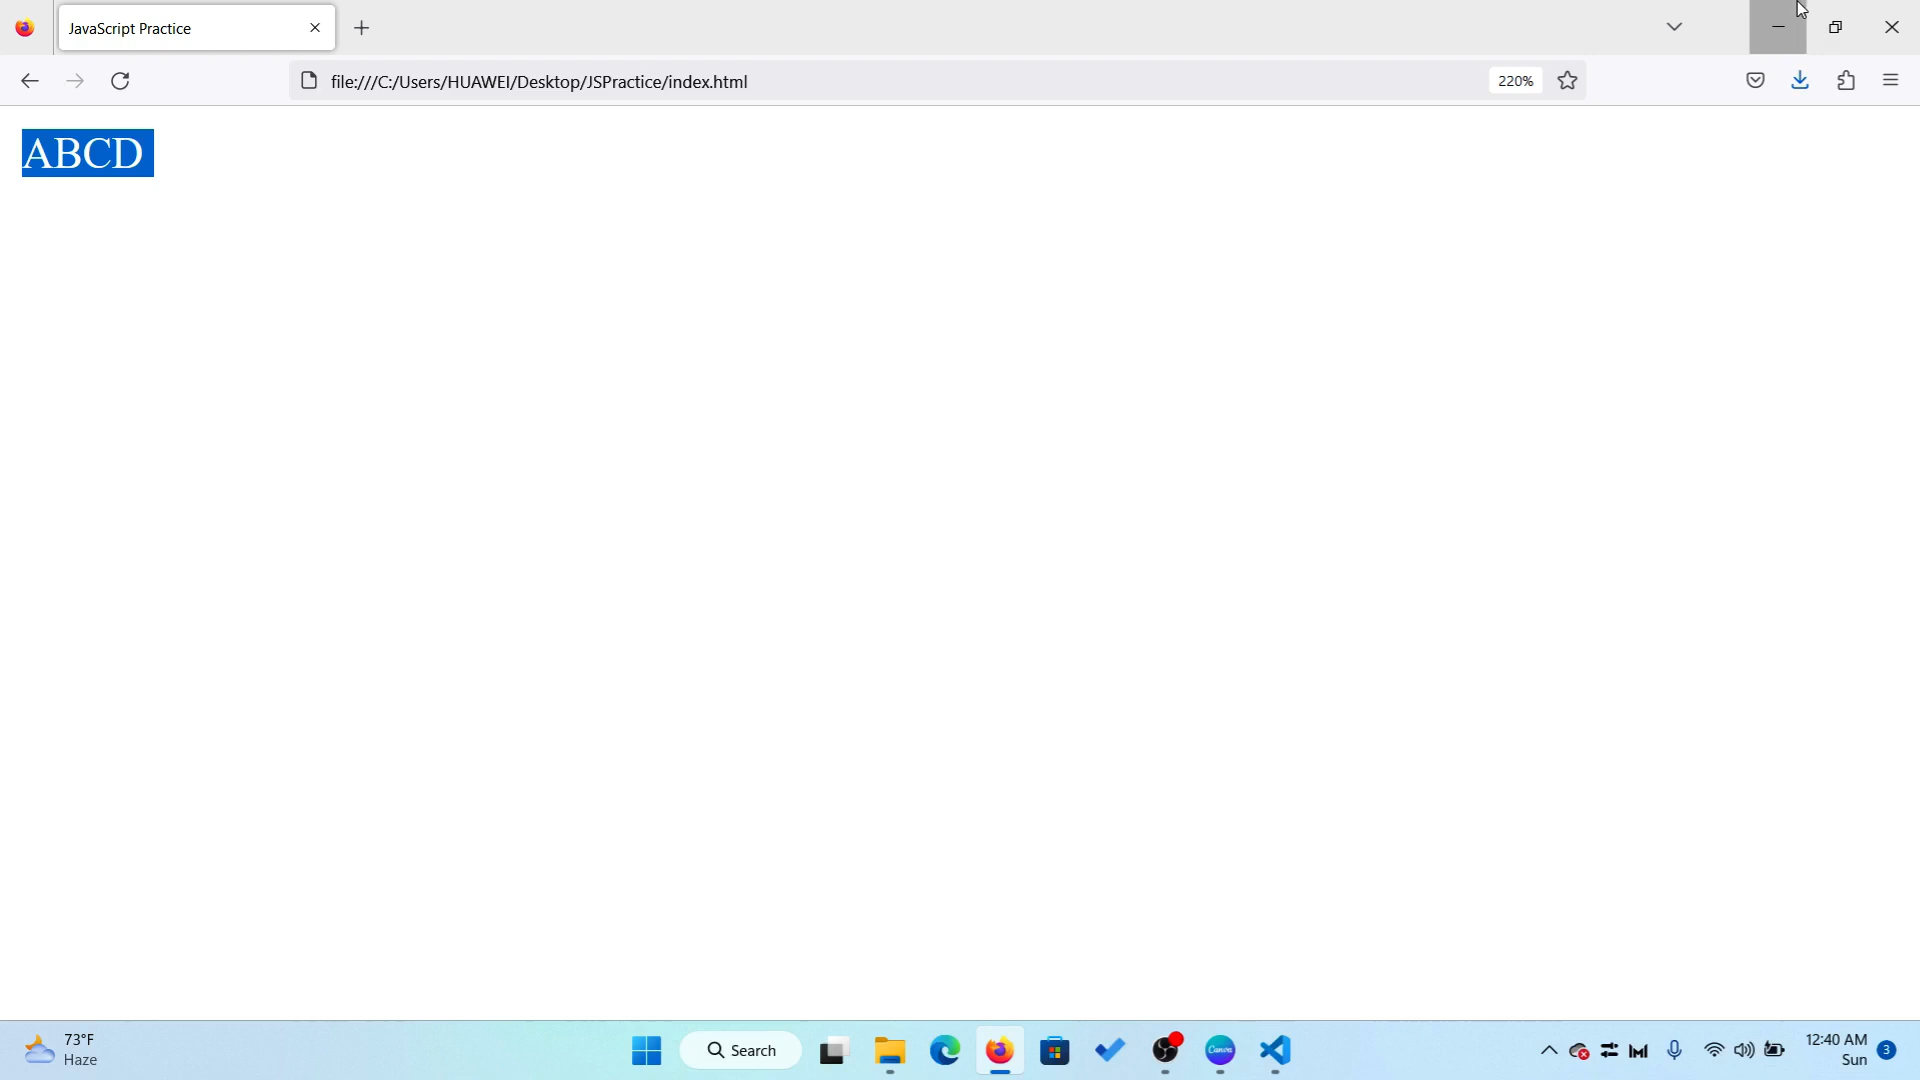 JavaScript Practice
file:///C:/Users/HUAWEI/Desktop/JSPractice/index.html
220%
ABCD
73°F
Haze
Search
Canva
12:40 AM
Sun
3